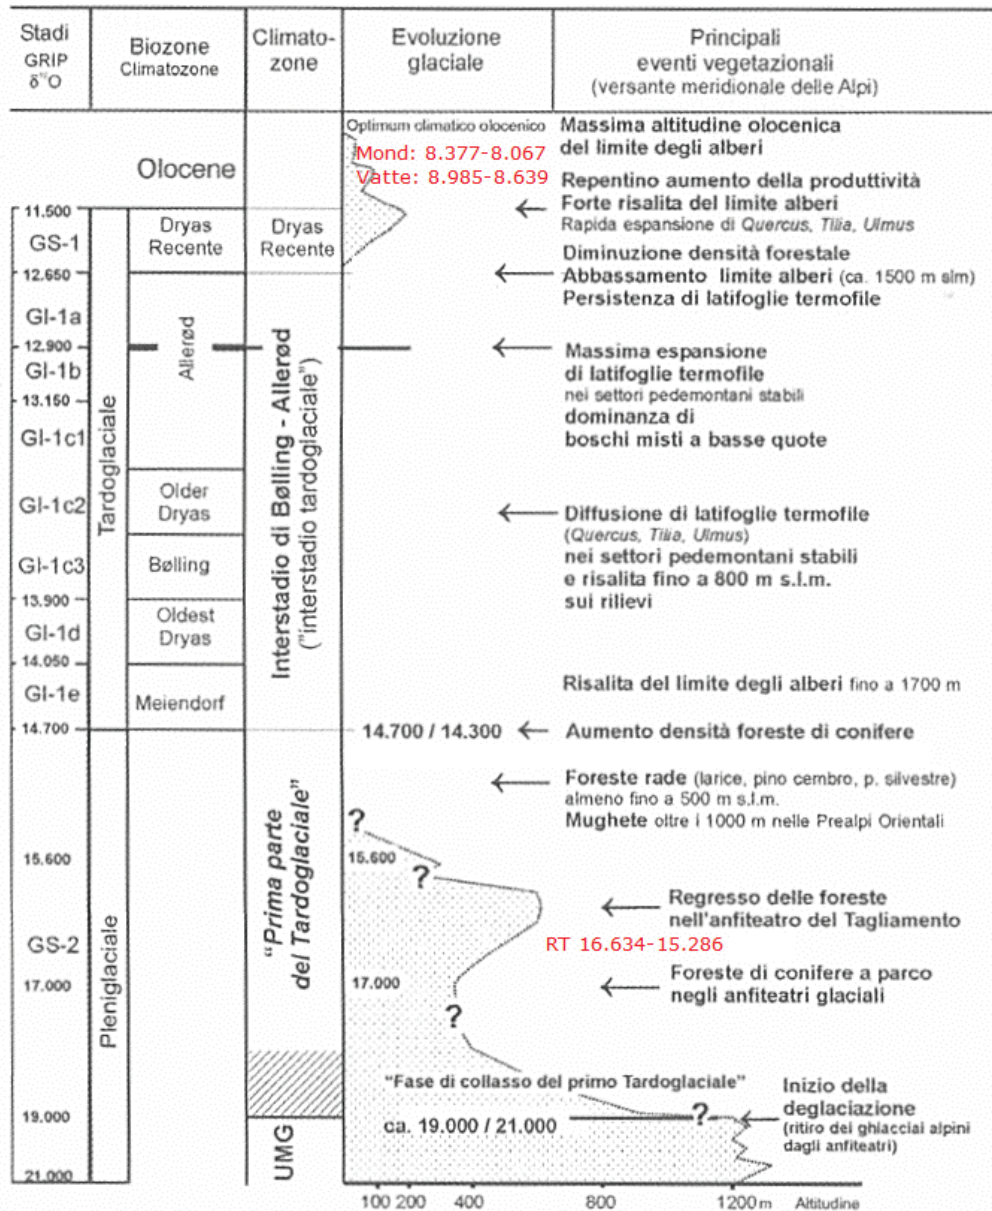 Stadi
GRIP
δ¹⁸O
Biozone
Climatozone
Climato-
zone
Evoluzione
glaciale
Principali
eventi vegetazionali
(versante meridionale delle Alpi)
Olocene
Optimum climatico olocenico
Mond: 8.377-8.067
Vatte: 8.985-8.639
Massima altitudine olocenica
del limite degli alberi
Repentino aumento della produttività
Forte risalita del limite alberi
Rapida espansione di Quercus, Tilia, Ulmus
11.500
GS-1
Dryas
Recente
Dryas
Recente
Diminuzione densità forestale
Abbassamento limite alberi (ca. 1500 m slm)
Persistenza di latifoglie termofile
12.650
GI-1a
Allerød
12.900
GI-1b
Massima espansione
di latifoglie termofile
nei settori pedemontani stabili
dominanza di
boschi misti a basse quote
13.150
GI-1c1
Tardoglaciale
Interstadio di Bølling - Allerød
("interstadio tardoglaciale")
GI-1c2
Older
Dryas
Diffusione di latifoglie termofile
(Quercus, Tilia, Ulmus)
nei settori pedemontani stabili
e risalita fino a 800 m s.l.m.
sui rilievi
GI-1c3
Bølling
13.900
GI-1d
Oldest
Dryas
14.050
GI-1e
Meiendorf
Risalita del limite degli alberi fino a 1700 m
14.700
14.700 / 14.300
Aumento densità foreste di conifere
Foreste rade (larice, pino cembro, p. silvestre)
almeno fino a 500 m s.l.m.
Mughete oltre i 1000 m nelle Prealpi Orientali
"Prima parte
del Tardoglaciale"
?
15.600
15.600
?
Regresso delle foreste
nell'anfiteatro del Tagliamento
GS-2
RT 16.634-15.286
17.000
17.000
Foreste di conifere a parco
negli anfiteatri glaciali
?
Pleniglaciale
"Fase di collasso del primo Tardoglaciale"
Inizio della
deglaciazione
(ritiro dei ghiacciai alpini
dagli anfiteatri)
?
19.000
ca. 19.000 / 21.000
UMG
21.000
100 200 400 800 1200 m Altitudine